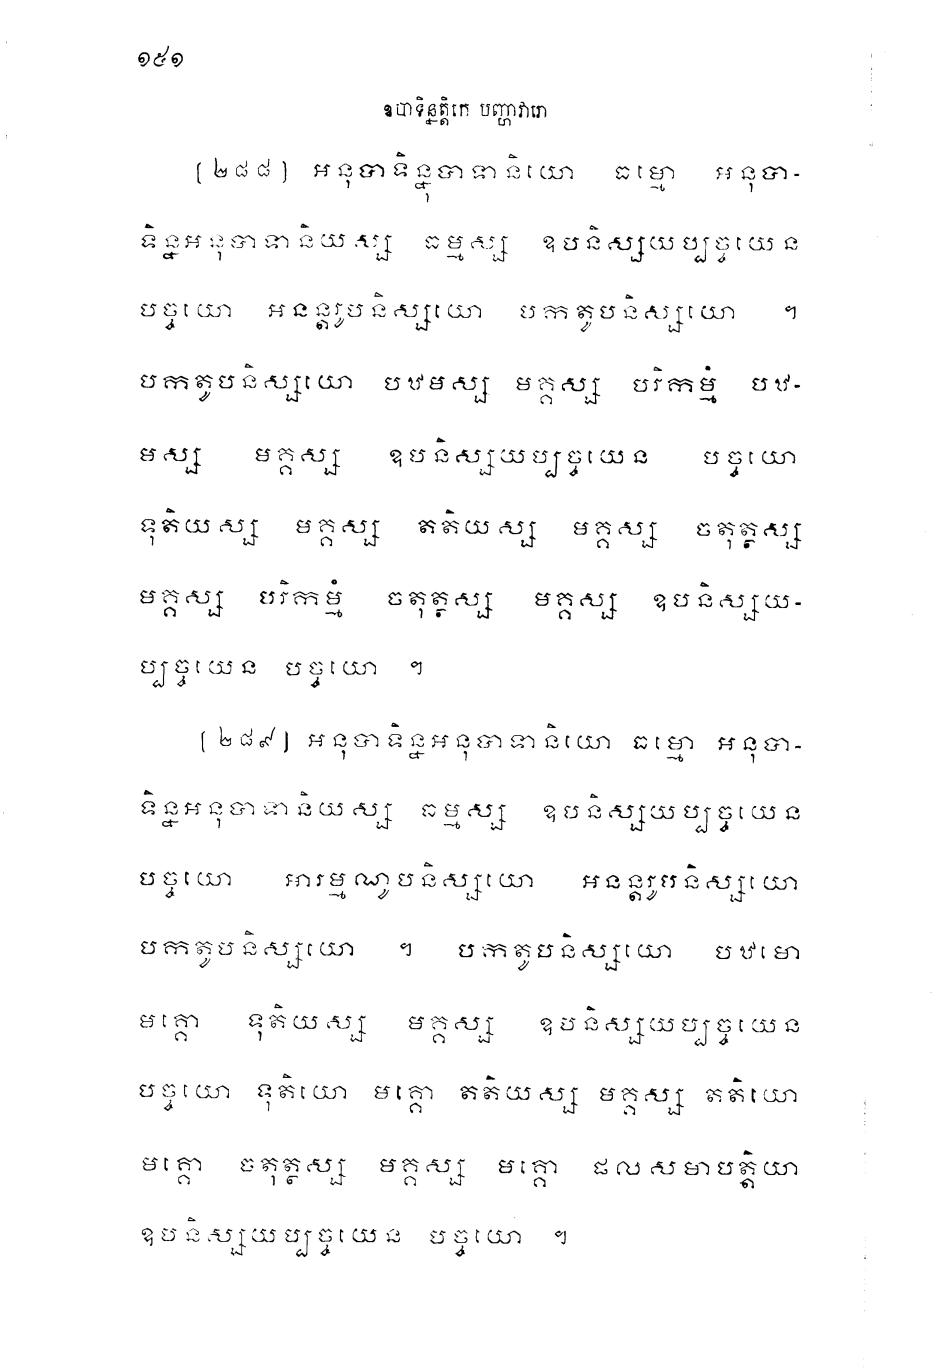 ១៥១
ឧបាទិន្នត្តិកេ បញ្ហាវារោ
[២៨៨] អនុបាទិន្នុបាទានិយោ ធម្មោ អនុបា-
ទិន្នអនុបាទានិយស្ស ធម្មស្ស ឧបនិស្សយប្បច្ចយេន
បច្ចយោ អនន្តរូបនិស្សយោ បកតូបនិស្សយោ ។
បកតូបនិស្សយោ បឋមស្ស មគ្គស្ស បរិកម្មំ បឋ-
មស្ស មគ្គស្ស ឧបនិស្សយប្បច្ចយេន បច្ចយោ
ទុតិយស្ស មគ្គស្ស តតិយស្ស មគ្គស្ស ចតុត្ថស្ស
មគ្គស្ស បរិកម្មំ ចតុត្ថស្ស មគ្គស្ស ឧបនិស្សយ-
ប្បច្ចយេន បច្ចយោ ។
[២៨៩] អនុបាទិន្នអនុបាទានិយោ ធម្មោ អនុបា-
ទិន្នអនុបាទានិយស្ស ធម្មស្ស ឧបនិស្សយប្បច្ចយេន
បច្ចយោ អារម្មណូបនិស្សយោ អនន្តរូបនិស្សយោ
បកតូបនិស្សយោ ។ បកតូបនិស្សយោ បឋមោ
មគ្គោ ទុតិយស្ស មគ្គស្ស ឧបនិស្សយប្បច្ចយេន
បច្ចយោ ទុតិយោ មគ្គោ តតិយស្ស មគ្គស្ស តតិយោ
មគ្គោ ចតុត្ថស្ស មគ្គស្ស មគ្គោ ផលសមាបត្តិយា
ឧបនិស្សយប្បច្ចយេន បច្ចយោ ។